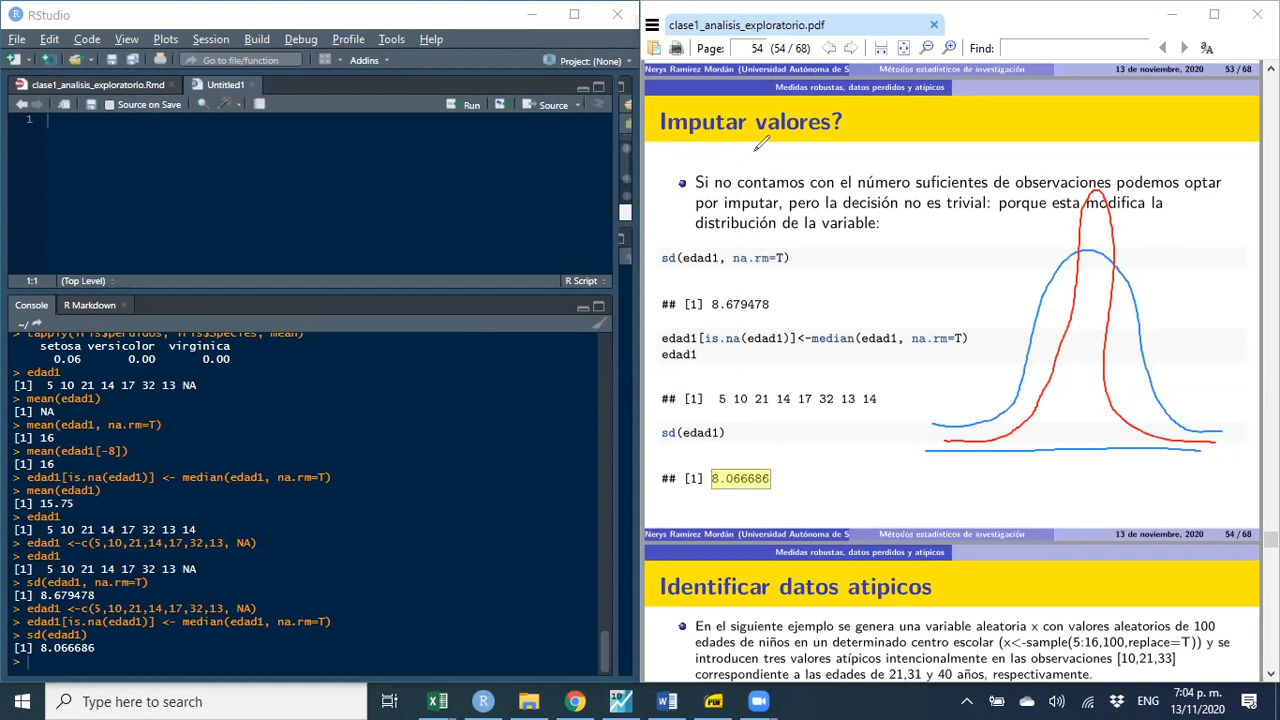 RStudio
File Edit Code View Plots Session Build Debug Profile Tools Help
Go to file/function
Addins
Project: (None)
clase1_analisis_exploratorio.Rmd
Untitled1
Source on Save
Run
Source
1
1:1 (Top Level)
R Script
Console
R Markdown
~/
setosa versicolor virginica
0.06 0.00 0.00
> edad1
[1] 5 10 21 14 17 32 13 NA
> mean(edad1)
[1] NA
> mean(edad1, na.rm=T)
[1] 16
> mean(edad1[-8])
[1] 16
> edad1[is.na(edad1)] <- median(edad1, na.rm=T)
> mean(edad1)
[1] 15.75
> edad1
[1] 5 10 21 14 17 32 13 14
> edad1 <-c(5,10,21,14,17,32,13, NA)
> edad1
[1] 5 10 21 14 17 32 13 NA
> sd(edad1, na.rm=T)
[1] 8.679478
> edad1 <-c(5,10,21,14,17,32,13, NA)
> edad1[is.na(edad1)] <- median(edad1, na.rm=T)
> sd(edad1)
[1] 8.066686
>
clase1_analisis_exploratorio.pdf
Page: 54 (54 / 68)
Find:
Nerys Ramírez Mordán (Universidad Autónoma de S
Métodos estadísticos de investigación
13 de noviembre, 2020
53 / 68
Medidas robustas, datos perdidos y atípicos
Imputar valores?
Si no contamos con el número suficientes de observaciones podemos optar
por imputar, pero la decisión no es trivial: porque esta modifica la
distribución de la variable:
sd(edad1, na.rm=T)
## [1] 8.679478
edad1[is.na(edad1)]<-median(edad1, na.rm=T)
edad1
## [1] 5 10 21 14 17 32 13 14
sd(edad1)
## [1] 8.066686
Nerys Ramírez Mordán (Universidad Autónoma de S
Métodos estadísticos de investigación
13 de noviembre, 2020
54 / 68
Medidas robustas, datos perdidos y atípicos
Identificar datos atipicos
En el siguiente ejemplo se genera una variable aleatoria x con valores aleatorios de 100
edades de niños en un determinado centro escolar (x<-sample(5:16,100,replace=T)) y se
introducen tres valores atípicos intencionalmente en las observaciones [10,21,33]
correspondiente a las edades de 21,31 y 40 años, respectivamente.
Type here to search
ENG
7:04 p. m.
13/11/2020